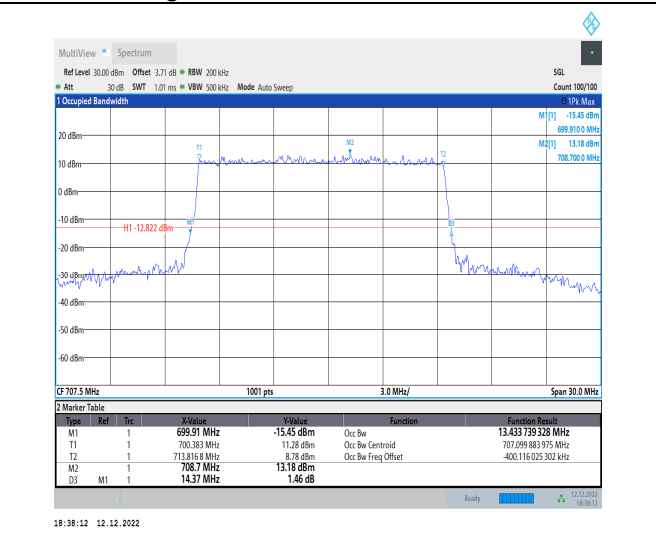 MultiView Spectrum
Ref Level 30.00 dBm Offset 3.71 dB RBW 200 kHz SGL
Att 30 dB SWT 1.01 ms VBW 500 kHz Mode Auto Sweep Count 100/100
1 Occupied Bandwidth 1Pk Max
M1[1] -15.45 dBm
699.910 0 MHz
M2[1] 13.18 dBm
708.700 0 MHz
20 dBm
T1 M2 T2
10 dBm
0 dBm
-10 dBm
H1 -12.822 dBm M1 D3
-20 dBm
-30 dBm
-40 dBm
-50 dBm
-60 dBm
CF 707.5 MHz 1001 pts 3.0 MHz/ Span 30.0 MHz
2 Marker Table
Type Ref Trc X-Value Y-Value Function Function Result
M1 1 699.91 MHz -15.45 dBm Occ Bw 13.433 739 328 MHz
T1 1 700.383 MHz 11.28 dBm Occ Bw Centroid 707.099 883 975 MHz
T2 1 713.816 8 MHz 8.78 dBm Occ Bw Freq Offset -400.116 025 302 kHz
M2 1 708.7 MHz 13.18 dBm
D3 M1 1 14.37 MHz 1.46 dB
Ready 12.12.2022
18:38:12
18:38:12 12.12.2022